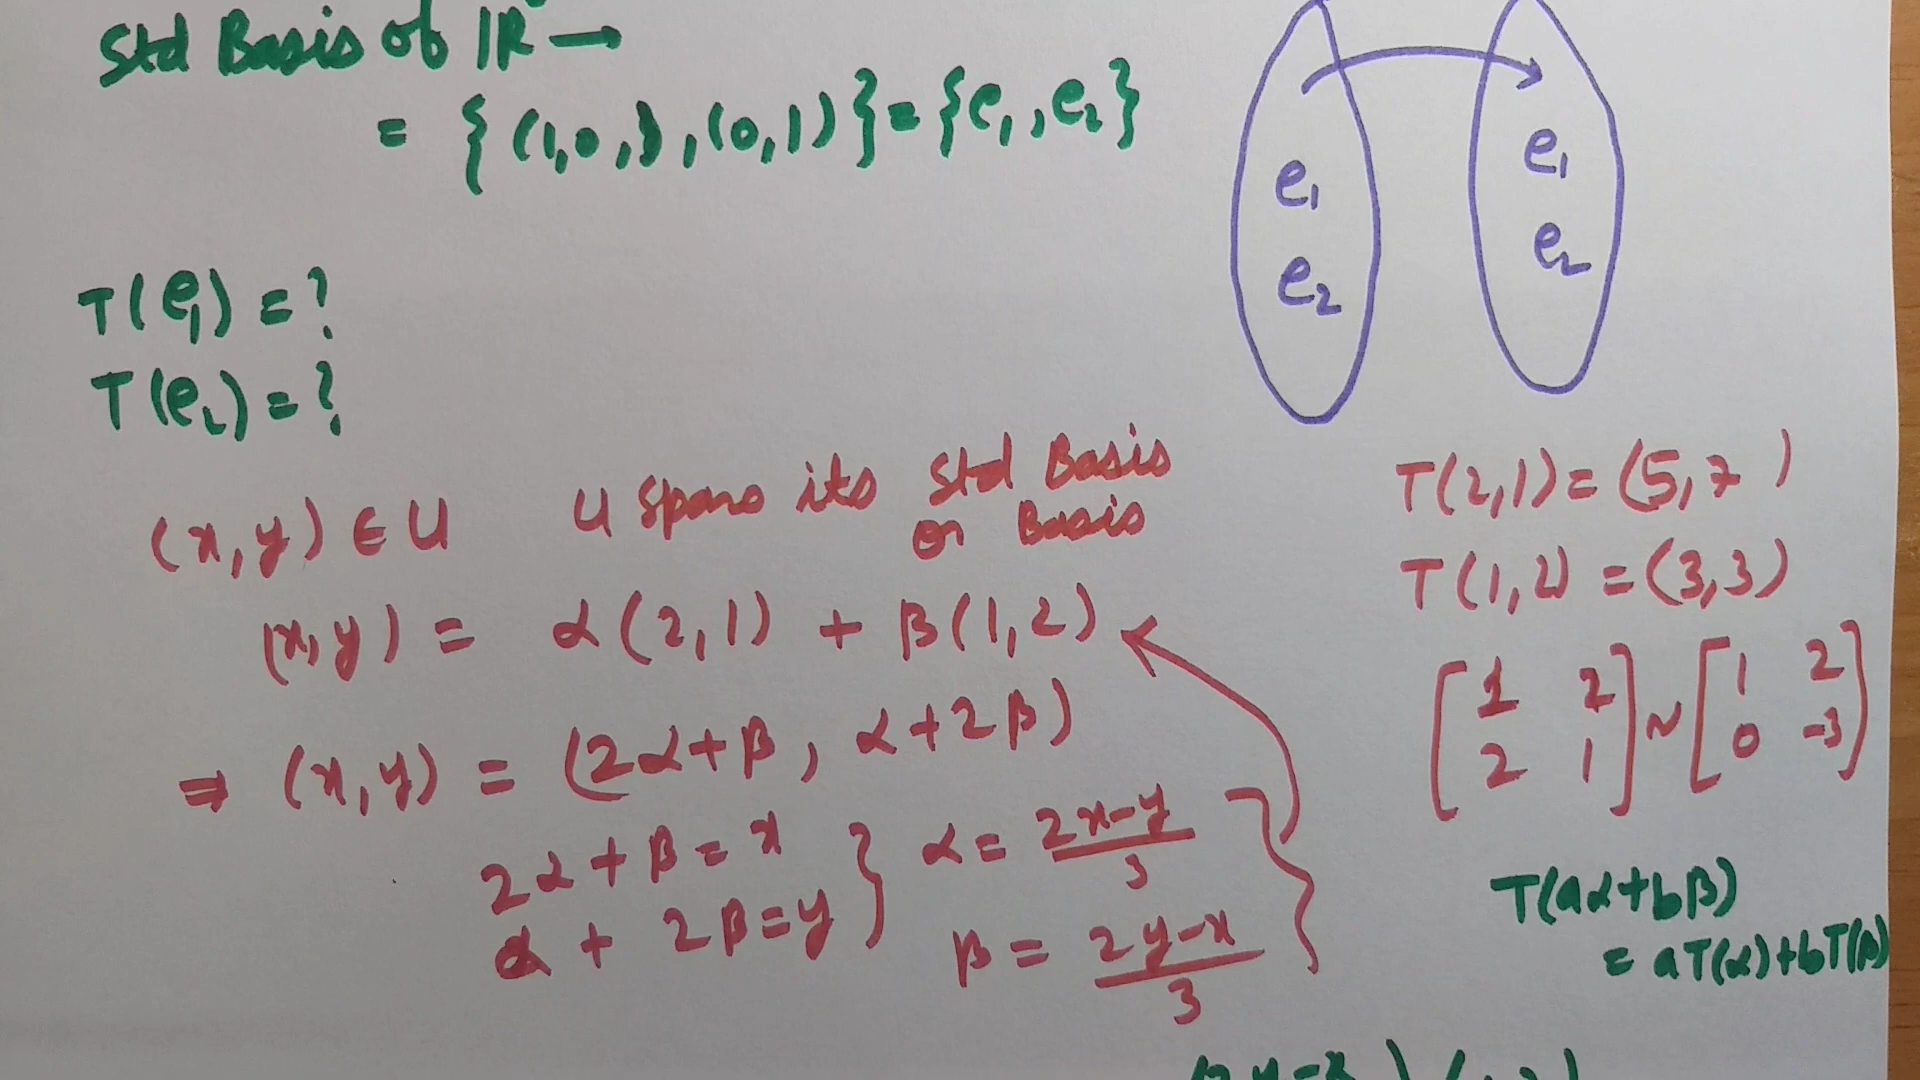 Std Basis of ℝ →
= {(1,0,), (0,1)} = {e₁, e₂}
e₁
e₂
e₁
e₂
T(e₁) = ?
T(e₂) = ?
(x,y) ∈ U U spans its Std Basis
or Basis
(x,y) = α(2,1) + β(1,2)
⇒ (x,y) = (2α+β, α+2β)
2α + β = x
α + 2β = y
α = (2x-y)/3
β = (2y-x)/3
T(2,1) = (5,7)
T(1,2) = (3,3)
[1 2] ~ [1 2]
[2 1] [0 -3]
T(aα+bβ)
= aT(α)+bT(β)